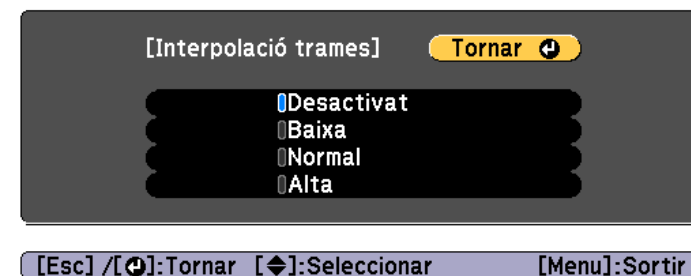 [Interpolació trames] Tornar
Desactivat
Baixa
Normal
Alta
[Esc] /[]:Tornar []:Seleccionar [Menu]:Sortir